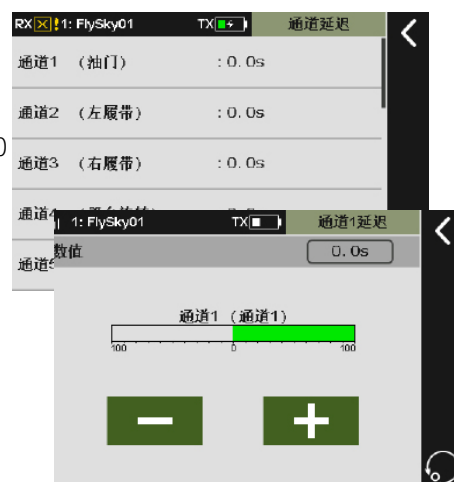 RX 1: FlySky01 TX 通道延迟
通道1 (油门) : 0.0s
通道2 (左履带) : 0.0s
0
通道3 (右履带) : 0.0s
通道4
通道5
1: FlySky01 TX 通道1延迟
数值 0.0s
通道1 (通道1)
100 0 100
− +